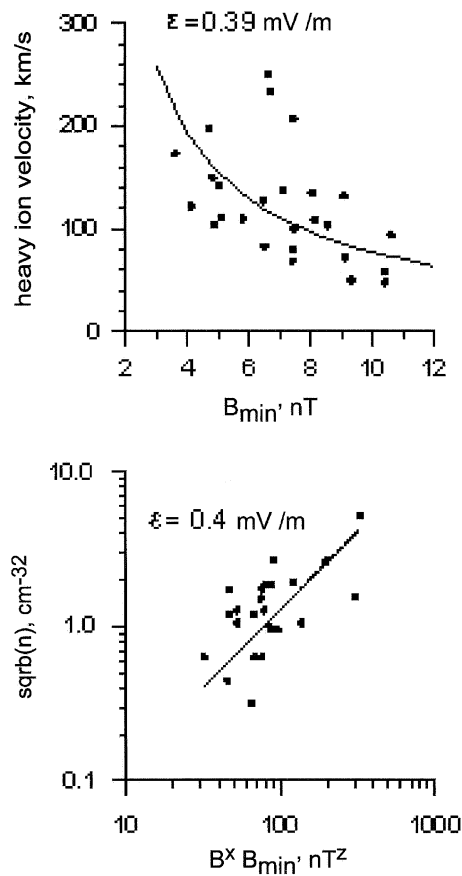 Ɛ=0.39 mV /m
300
200
100
0
heavy ion velocity, km/s
2 4 6 8 10 12
Bmin, nT
10.0
ε= 0.4 mV /m
1.0
0.1
sqrb(n), cm-32
10 100 1000
Bx Bmin, nTz